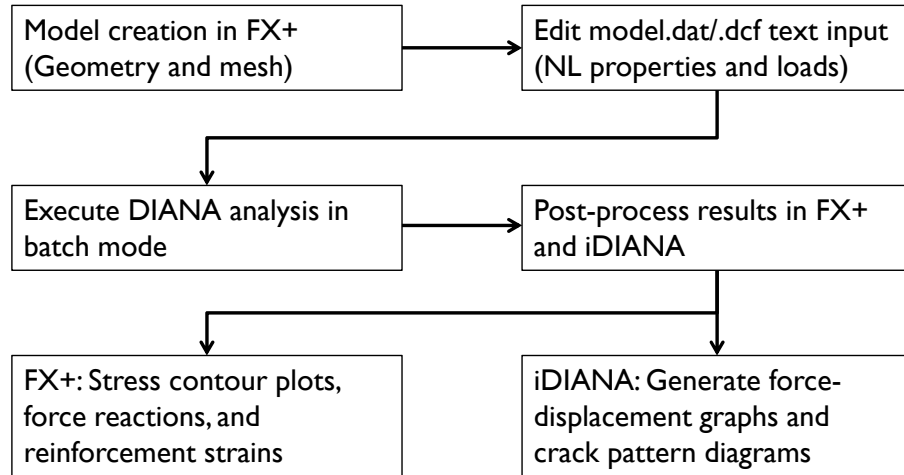 Model creation in FX+
(Geometry and mesh)
Edit model.dat/.dcf text input
(NL properties and loads)
Execute DIANA analysis in
batch mode
Post-process results in FX+
and iDIANA
FX+: Stress contour plots,
force reactions, and
reinforcement strains
iDIANA: Generate force-
displacement graphs and
crack pattern diagrams